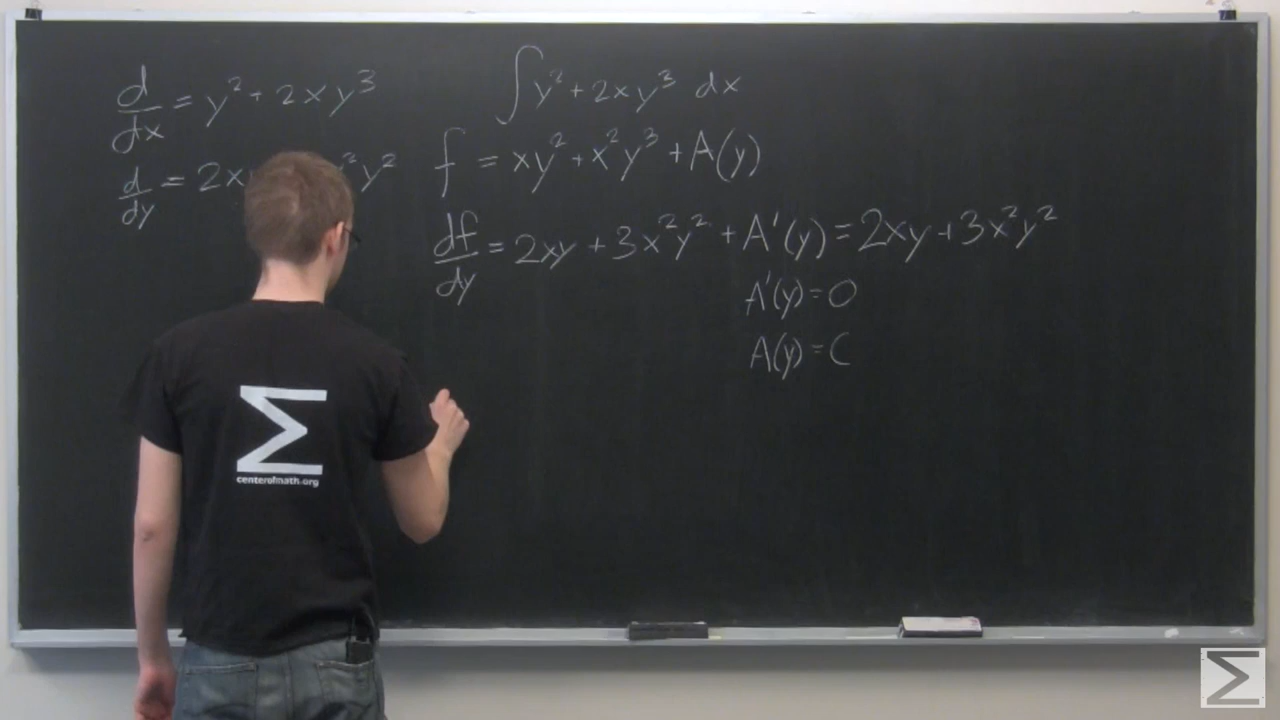 d/dx = y² + 2xy³
d/dy = 2x y²
∫ y² + 2xy³ dx
f = xy² + x²y³ + A(y)
df/dy = 2xy + 3x²y² + A'(y) = 2xy + 3x²y²
A'(y) = 0
A(y) = C
Σ
centerofmath.org
Σ